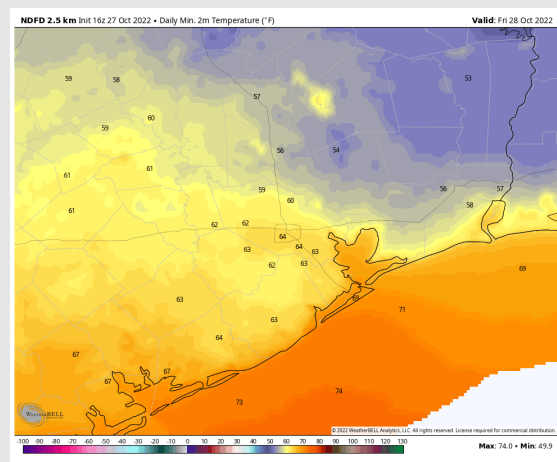 NDFD 2.5 km Init 16z 27 Oct 2022 • Daily Min. 2m Temperature (°F) Valid: Fri 28 Oct 2022
59 58 53
57
60
59
56 54
61
61
59 56 57
60 58
61
62 62
64
63 64 63
62 63 69
63 69
71
63
64
67
67 67
73 74
WEATHERBELL
© 2022 WeatherBELL Analytics, LLC. All rights reserved. License required for commercial distribution.
-100 -90 -80 -70 -60 -50 -40 -30 -20 -10 0 10 20 30 40 50 60 70 80 90 100 110 120 130
Max: 74.0 • Min: 49.9